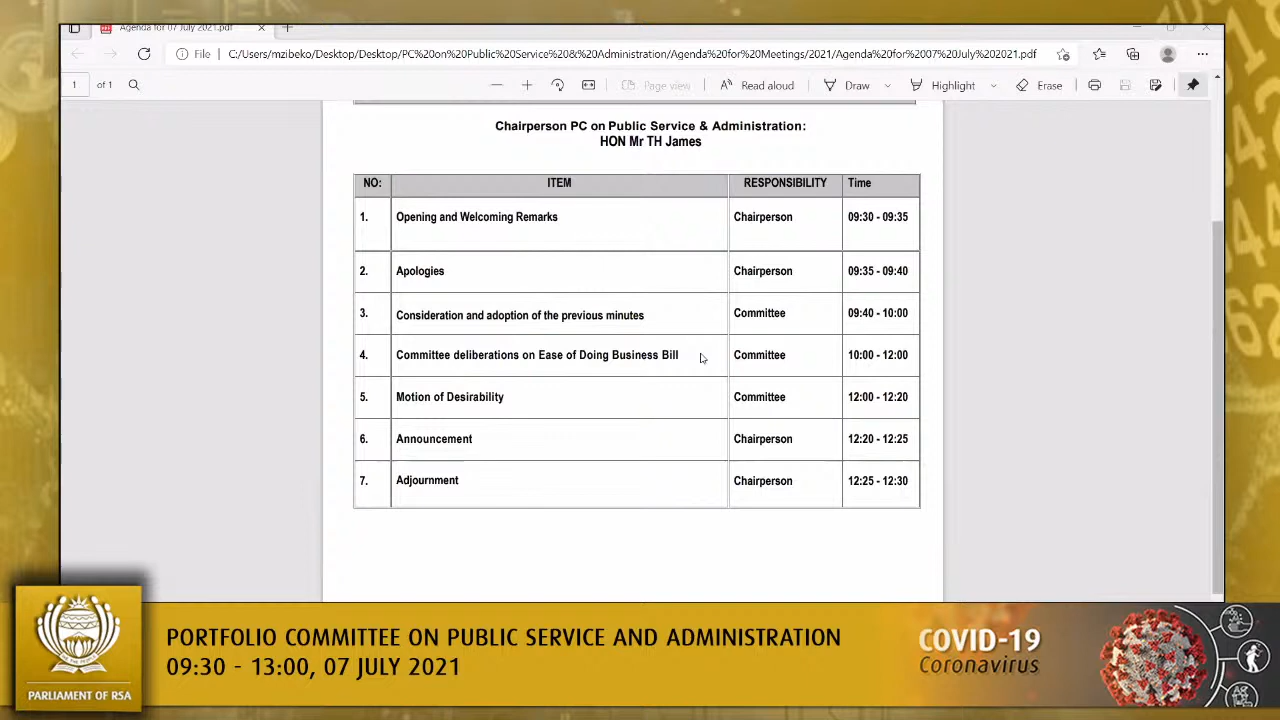 Agenda for 07 July 2021.pdf
File C:/Users/mzibeko/Desktop/Desktop/PC%20on%20Public%20Service%20&%20Administration/Agenda%20for%20Meetings/2021/Agenda%20for%2007%20July%202021.pdf
1 of 1 Page view Read aloud Draw Highlight Erase
Chairperson PC on Public Service & Administration:
HON Mr TH James
NO: ITEM RESPONSIBILITY Time
1. Opening and Welcoming Remarks Chairperson 09:30 - 09:35
2. Apologies Chairperson 09:35 - 09:40
3. Consideration and adoption of the previous minutes Committee 09:40 - 10:00
4. Committee deliberations on Ease of Doing Business Bill Committee 10:00 - 12:00
5. Motion of Desirability Committee 12:00 - 12:20
6. Announcement Chairperson 12:20 - 12:25
7. Adjournment Chairperson 12:25 - 12:30
PORTFOLIO COMMITTEE ON PUBLIC SERVICE AND ADMINISTRATION
09:30 - 13:00, 07 JULY 2021
PARLIAMENT OF RSA
COVID-19
Coronavirus